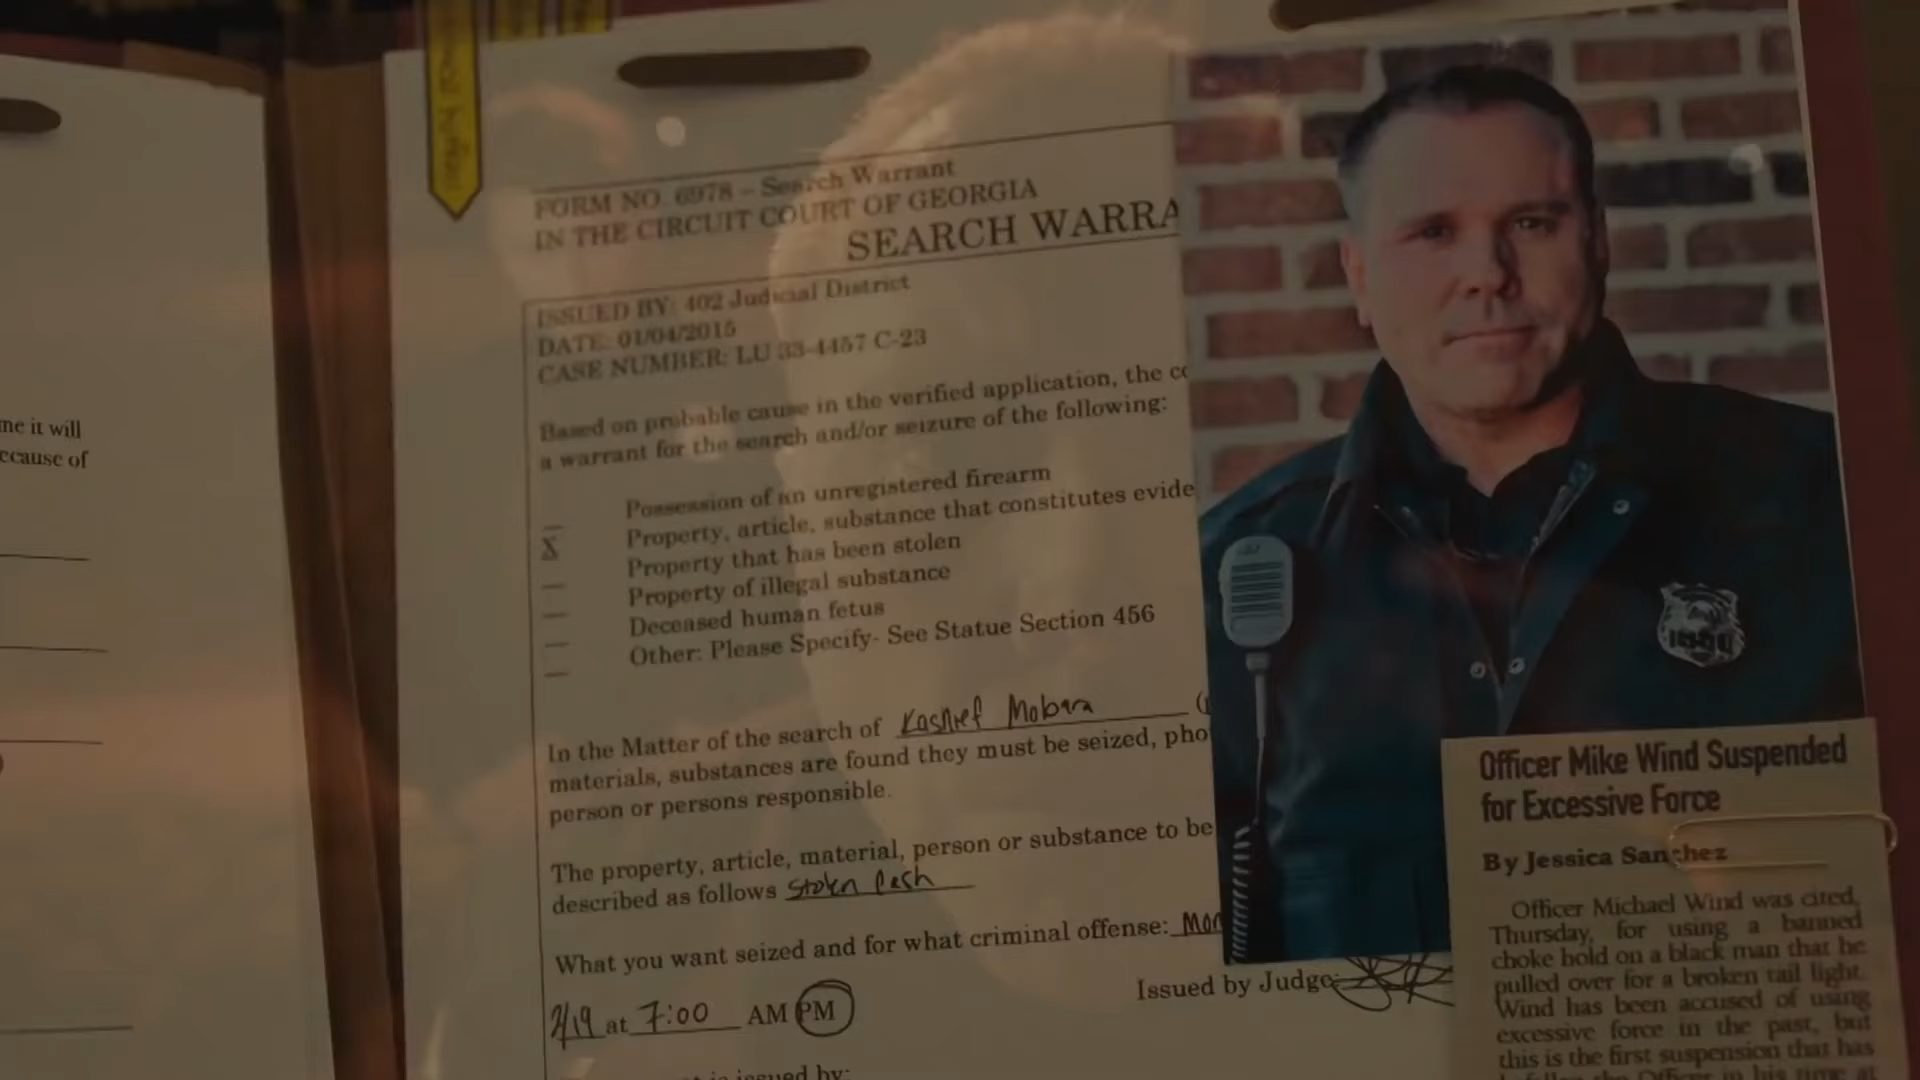 me it will
ecause of
FORM NO. 6978 – Search Warrant
IN THE CIRCUIT COURT OF GEORGIA
SEARCH WARRA
ISSUED BY: 402 Judicial District
DATE: 01/04/2015
CASE NUMBER: LU 33-4457 C-23
Based on probable cause in the verified application, the co
a warrant for the search and/or seizure of the following:
Possession of an unregistered firearm
X Property, article, substance that constitutes evide
Property that has been stolen
Property of illegal substance
Deceased human fetus
Other: Please Specify- See Statue Section 456
In the Matter of the search of Kashef Mobara
materials, substances are found they must be seized, pho
person or persons responsible.
The property, article, material, person or substance to be
described as follows stolen cash
What you want seized and for what criminal offense: Mon
Issued by Judge:
2/19 at 7:00 AM PM
issued by:
Officer Mike Wind Suspended
for Excessive Force
By Jessica Sanchez
Officer Michael Wind was cited,
Thursday, for using a banned
choke hold on a black man that he
pulled over for a broken tail light.
Wind has been accused of using
excessive force in the past, but
this is the first suspension that has
the Officer in his time at